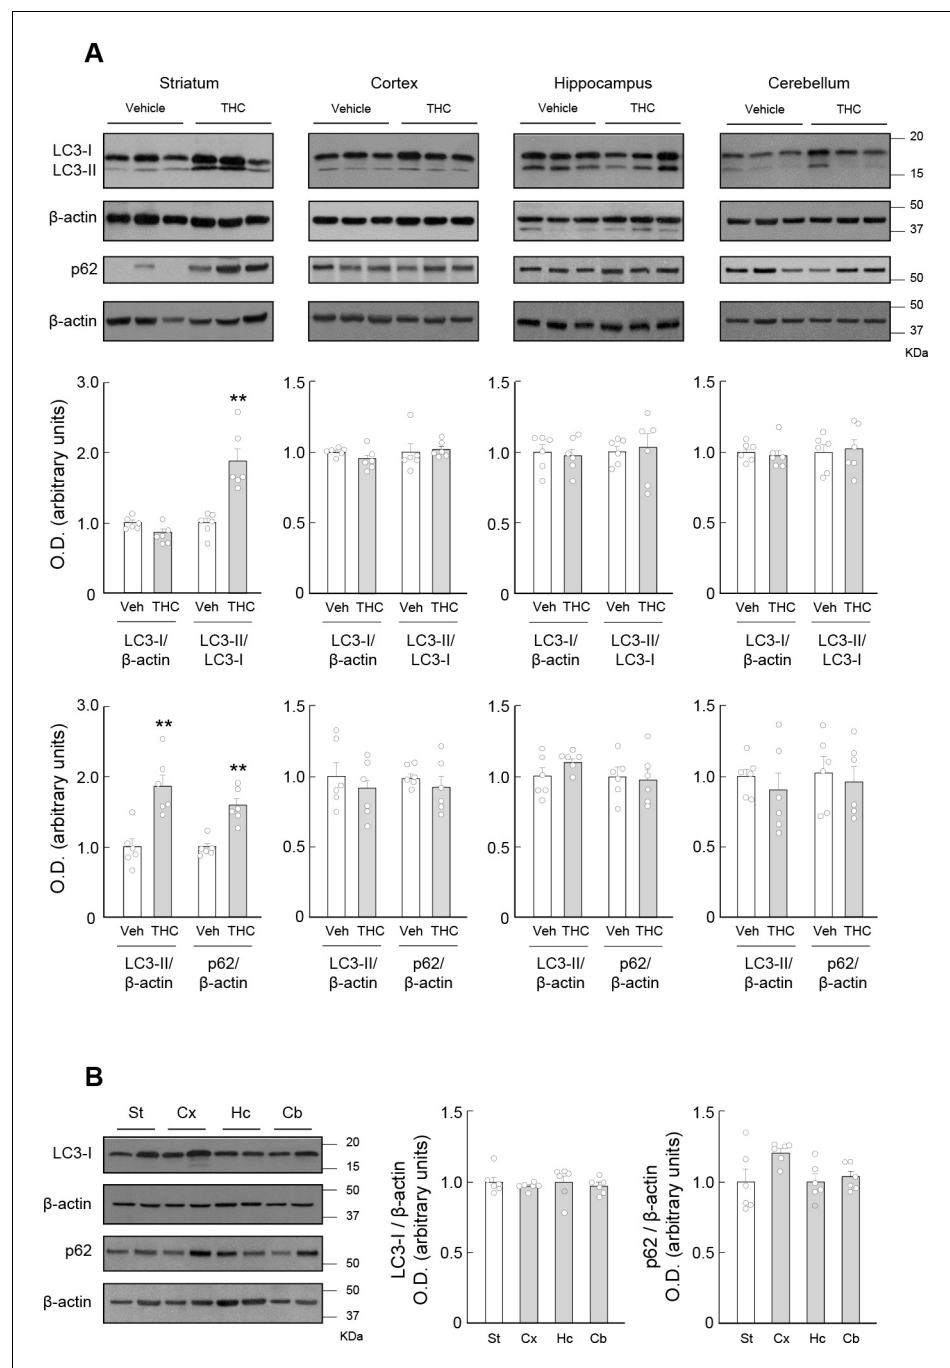 A
Striatum Cortex Hippocampus Cerebellum
Vehicle THC Vehicle THC Vehicle THC Vehicle THC
LC3-I
LC3-II
20
15
β-actin
50
37
p62
50
β-actin
50
37
KDa
O.D. (arbitrary units)
3.0
2.0
1.0
0
**
Veh THC Veh THC
LC3-I/ LC3-II/
β-actin LC3-I
1.5
1.0
0.5
0
Veh THC Veh THC
LC3-I/ LC3-II/
β-actin LC3-I
1.5
1.0
0.5
0
Veh THC Veh THC
LC3-I/ LC3-II/
β-actin LC3-I
1.5
1.0
0.5
0
Veh THC Veh THC
LC3-I/ LC3-II/
β-actin LC3-I
O.D. (arbitrary units)
3.0
2.0
1.0
0
** **
Veh THC Veh THC
LC3-II/ p62/
β-actin β-actin
1.5
1.0
0.5
0
Veh THC Veh THC
LC3-II/ p62/
β-actin β-actin
1.5
1.0
0.5
0
Veh THC Veh THC
LC3-II/ p62/
β-actin β-actin
1.5
1.0
0.5
0
Veh THC Veh THC
LC3-II/ p62/
β-actin β-actin
B
St Cx Hc Cb
LC3-I
20
15
β-actin
50
37
p62
50
β-actin
50
37
KDa
LC3-I / β-actin
O.D. (arbitrary units)
1.5
1.0
0.5
0
St Cx Hc Cb
p62 / β-actin
O.D. (arbitrary units)
1.5
1.0
0.5
0
St Cx Hc Cb